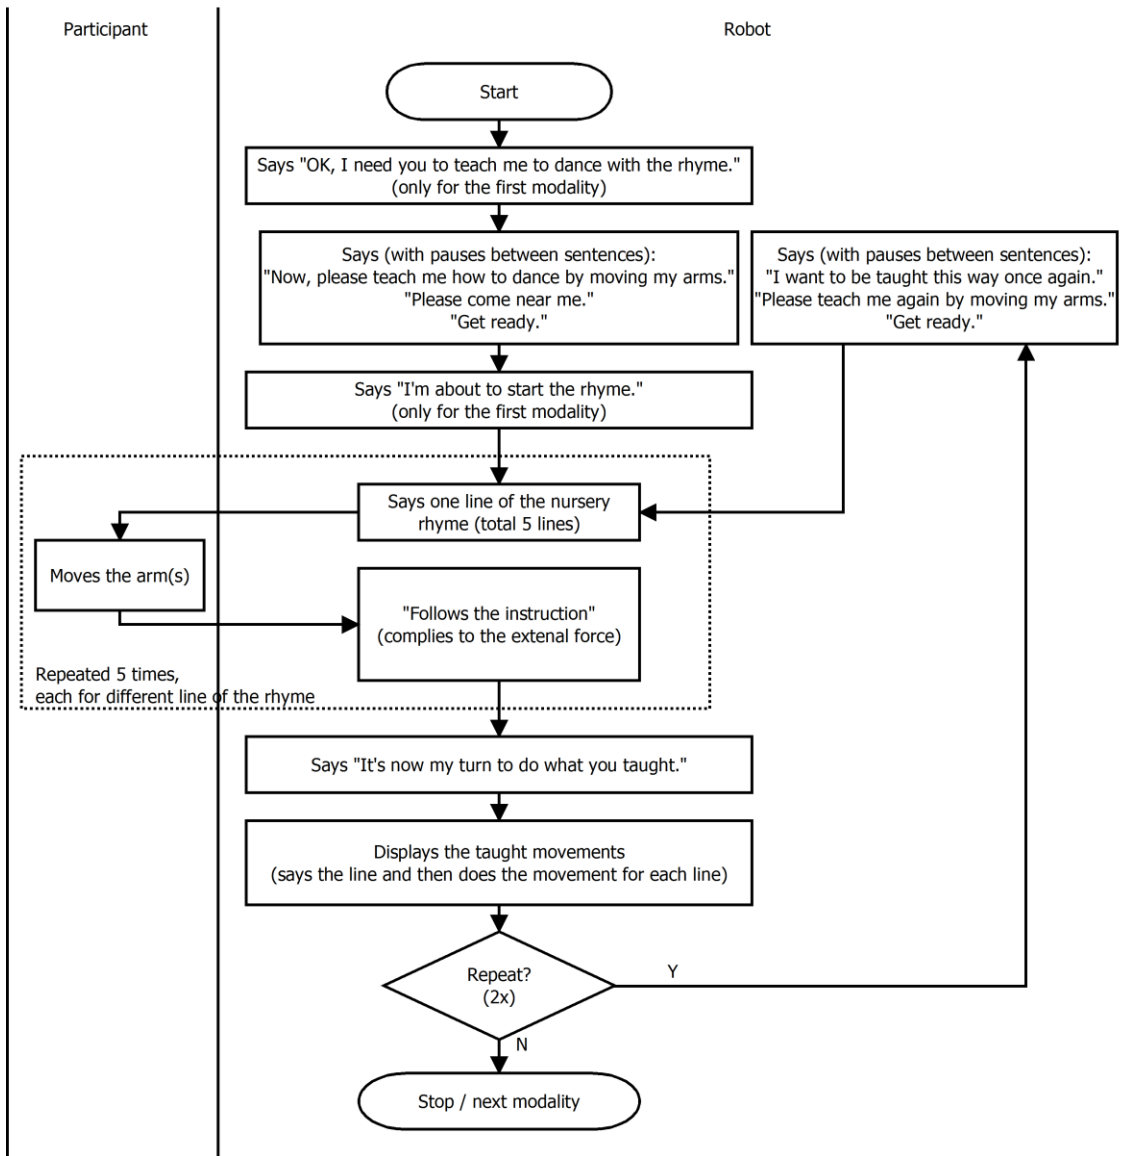 Participant
Robot
Start
Says "OK, I need you to teach me to dance with the rhyme."
(only for the first modality)
Says (with pauses between sentences):
"Now, please teach me how to dance by moving my arms."
"Please come near me."
"Get ready."
Says (with pauses between sentences):
"I want to be taught this way once again."
"Please teach me again by moving my arms."
"Get ready."
Says "I'm about to start the rhyme."
(only for the first modality)
Says one line of the nursery
rhyme (total 5 lines)
Moves the arm(s)
"Follows the instruction"
(complies to the extenal force)
Repeated 5 times,
each for different line of the rhyme
Says "It's now my turn to do what you taught."
Displays the taught movements
(says the line and then does the movement for each line)
Repeat?
(2x)
Y
N
Stop / next modality